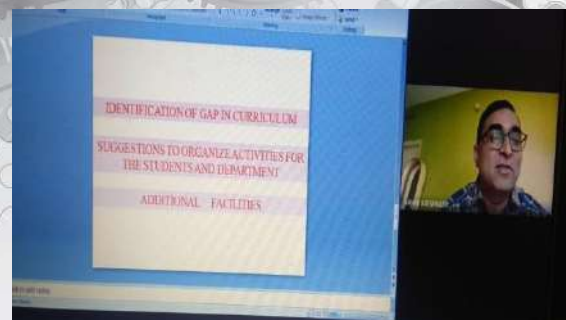 IDENTIFICATION OF GAP IN CURRICULUM
SUGGESTIONS TO ORGANIZE ACTIVITIES FOR
THE STUDENTS AND DEPARTMENT
ADDITIONAL FACILITIES